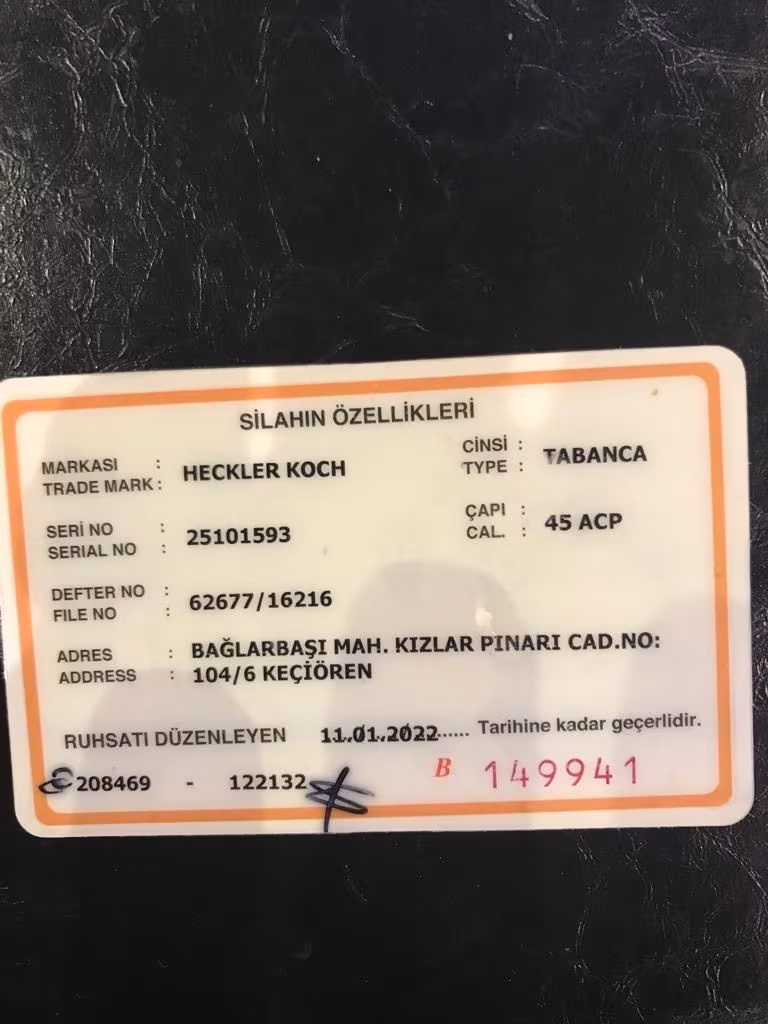 SİLAHIN ÖZELLİKLERİ
MARKASI : HECKLER KOCH CİNSİ : TABANCA
TRADE MARK : TYPE :
SERİ NO : 25101593 ÇAPI : 45 ACP
SERIAL NO : CAL. :
DEFTER NO : 62677/16216
FILE NO :
ADRES : BAĞLARBAŞI MAH. KIZLAR PINARI CAD.NO:
ADDRESS : 104/6 KEÇİÖREN
RUHSATI DÜZENLEYEN 11.01.2022...... Tarihine kadar geçerlidir.
208469 - 122132 B 149941